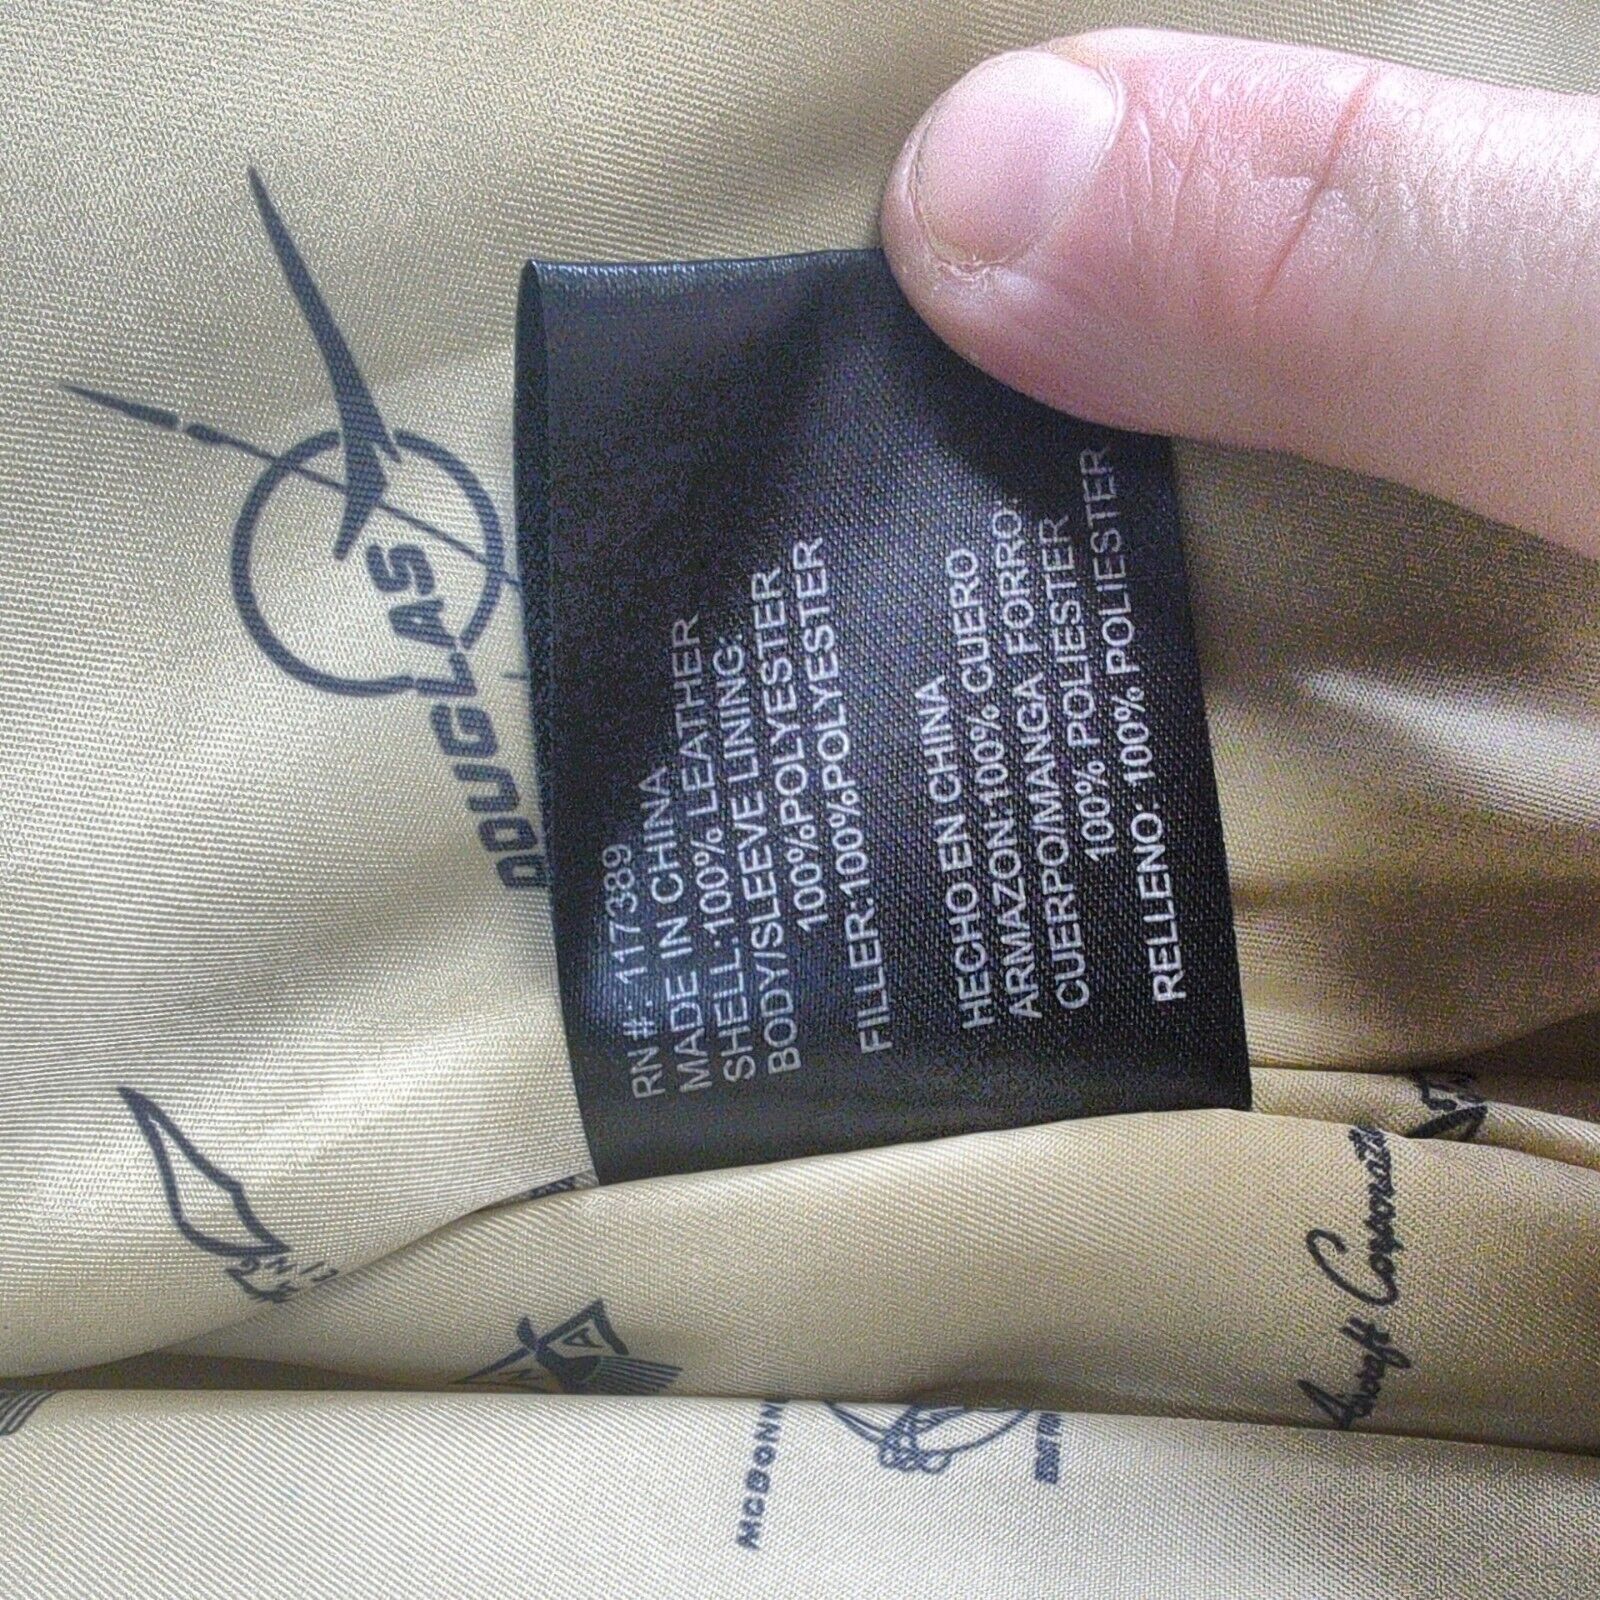 RN#: 117389
MADE IN CHINA
SHELL:100% LEATHER
BODY/SLEEVE LINING:
100%POLYESTER
FILLER:100%POLYESTER
HECHO EN CHINA
ARMAZON:100% CUERO
CUERPO/MANGA FORRO:
100% POLIESTER
RELLENO: 100% POLIESTER
DOUGLAS
MCDONN
Aircraft Corporation